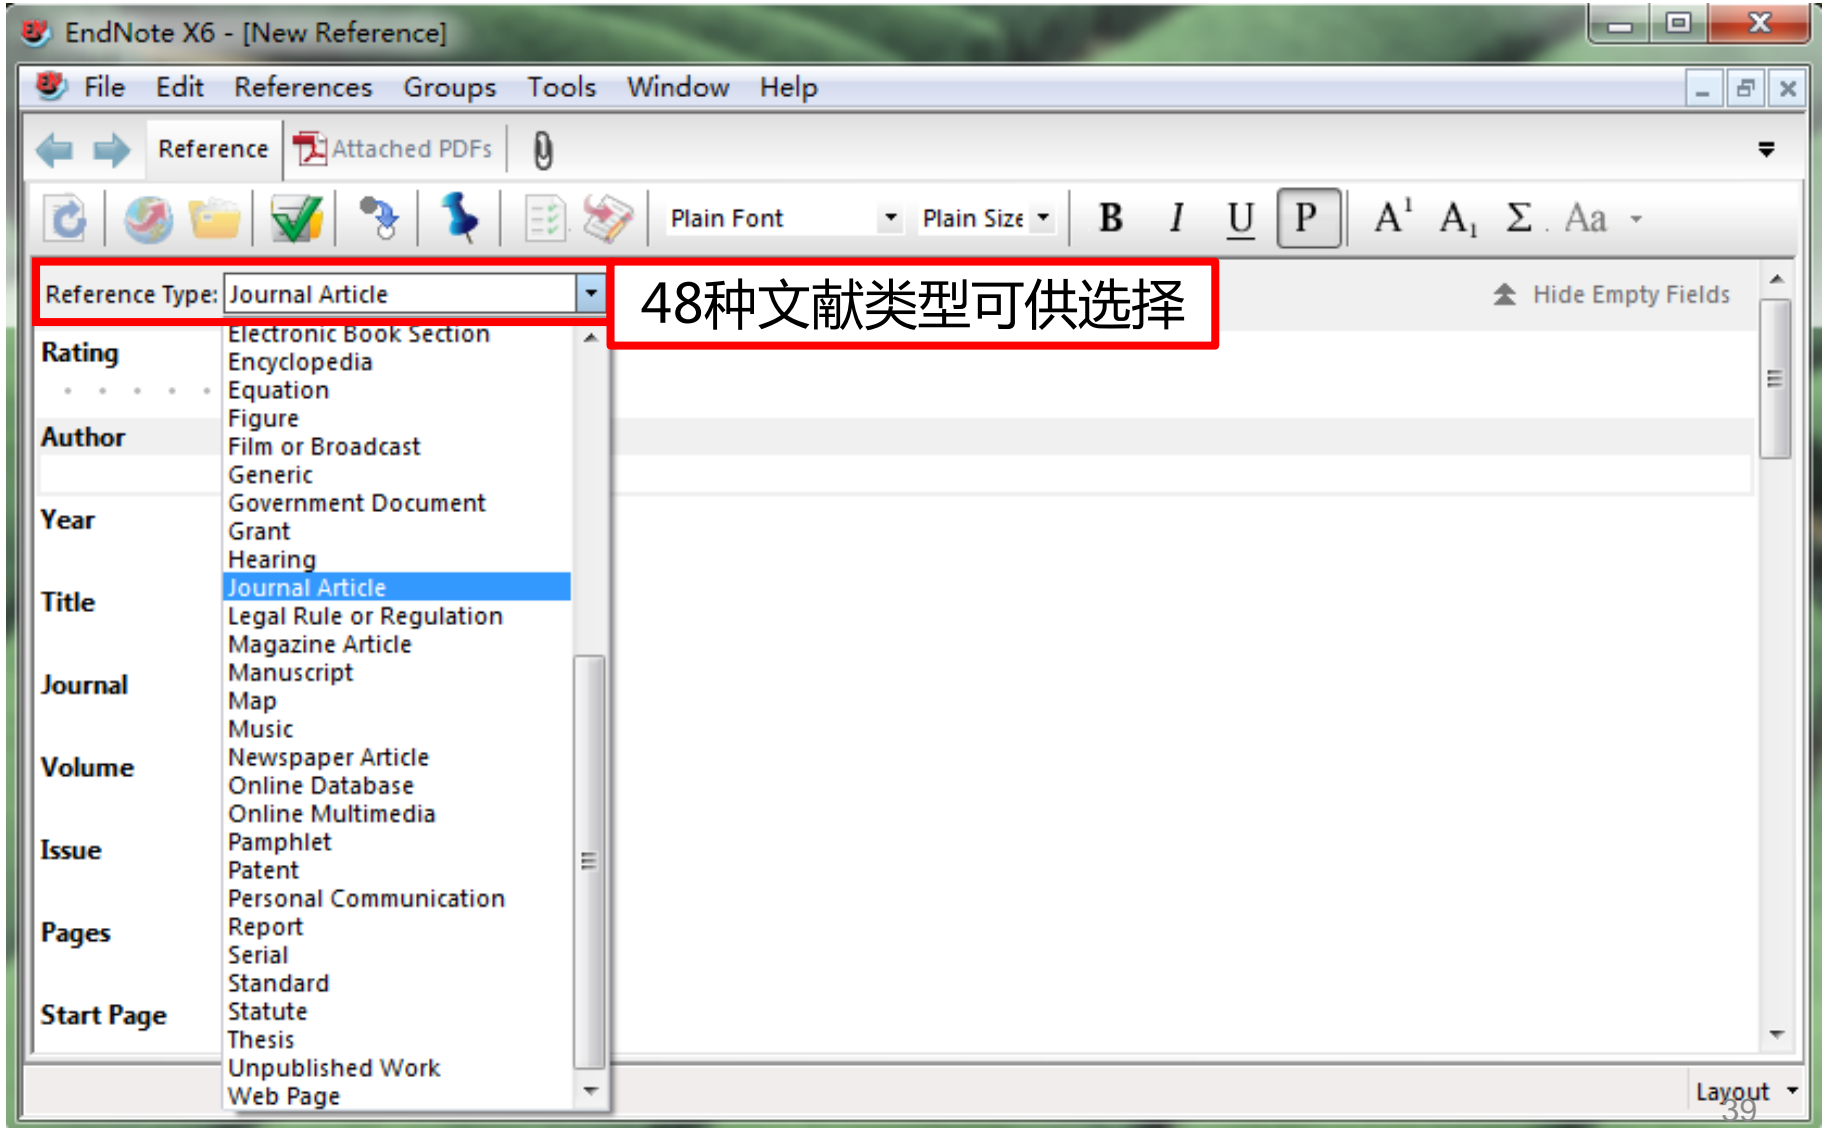 EndNote X6 - [New Reference]
File Edit References Groups Tools Window Help
Reference Attached PDFs
Plain Font Plain Size B I U P A¹ A₁ Σ Aa
Reference Type: Journal Article 48种文献类型可供选择 Hide Empty Fields
Electronic Book Section
Rating
Encyclopedia
Equation
Figure
Author
Film or Broadcast
Generic
Government Document
Year
Grant
Hearing
Journal Article
Title
Legal Rule or Regulation
Magazine Article
Manuscript
Journal
Map
Music
Newspaper Article
Volume
Online Database
Online Multimedia
Pamphlet
Issue
Patent
Personal Communication
Report
Pages
Serial
Standard
Statute
Start Page
Thesis
Unpublished Work
Web Page
Layout
39